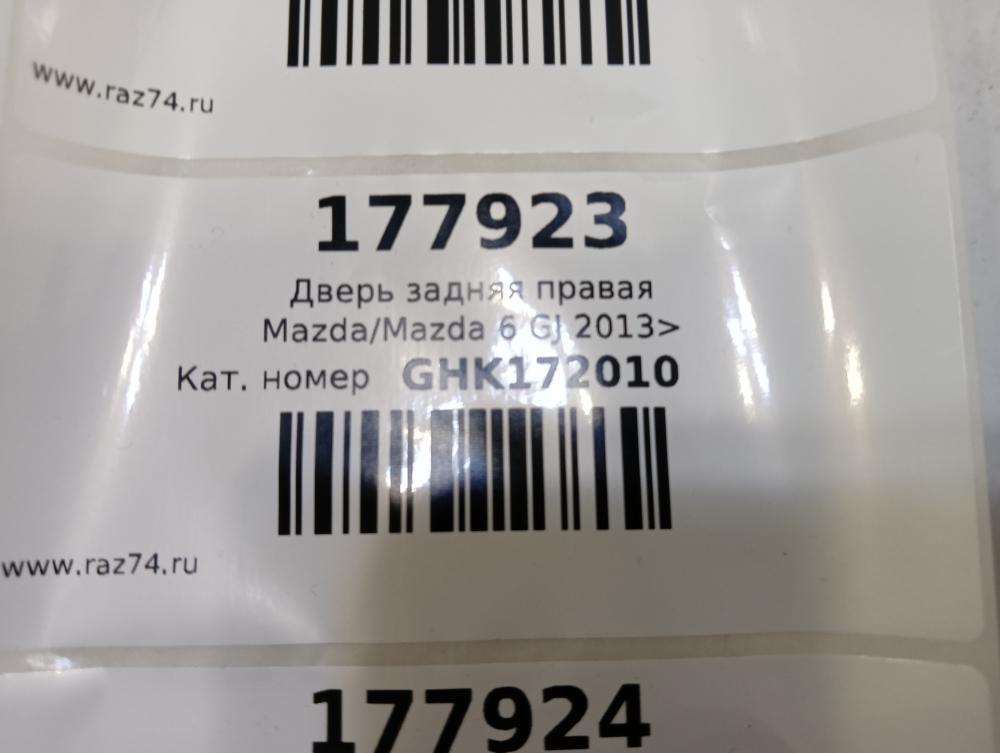 www.raz74.ru
177923
Дверь задняя правая
Mazda/Mazda 6 GJ 2013>
Кат. номер GHK172010
www.raz74.ru
177924